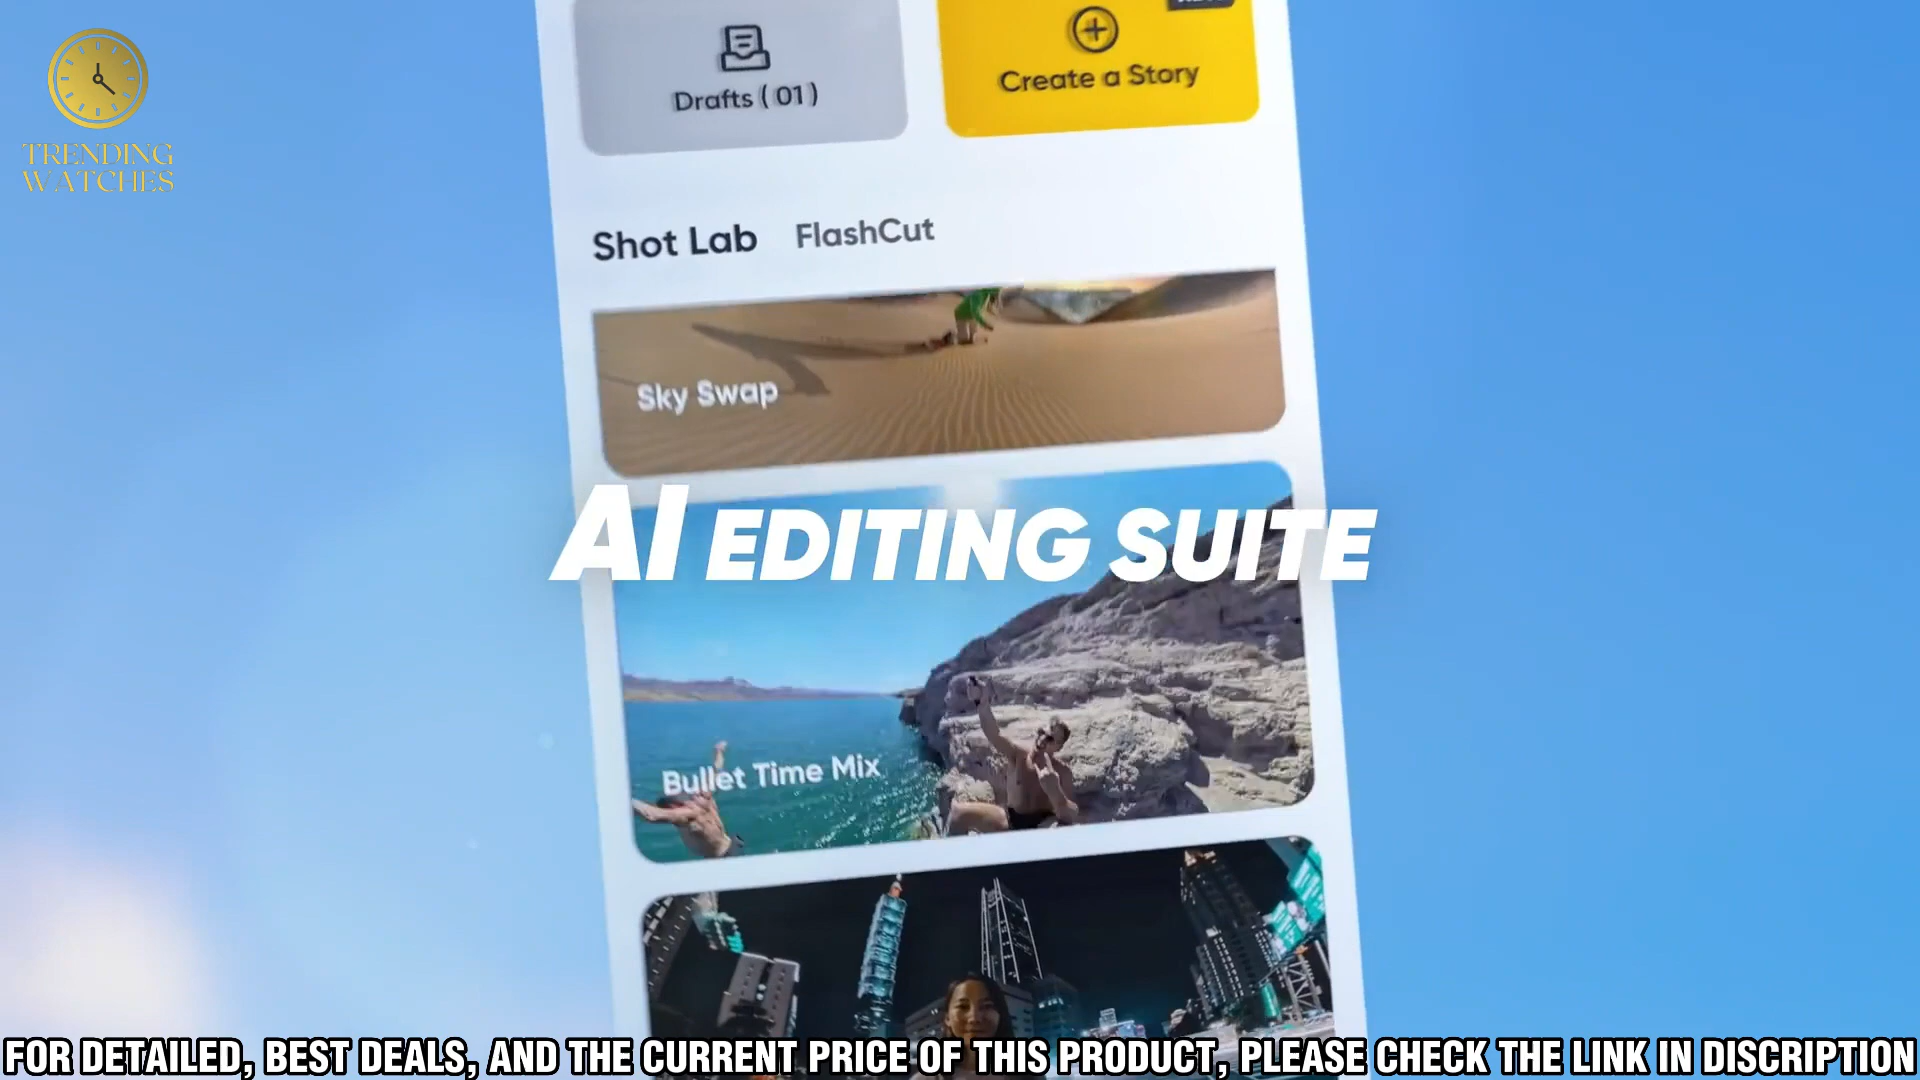 TRENDING
WATCHES
Drafts ( 01 )
Create a Story
Shot Lab
FlashCut
Sky Swap
AI EDITING SUITE
Bullet Time Mix
FOR DETAILED, BEST DEALS, AND THE CURRENT PRICE OF THIS PRODUCT, PLEASE CHECK THE LINK IN DISCRIPTION